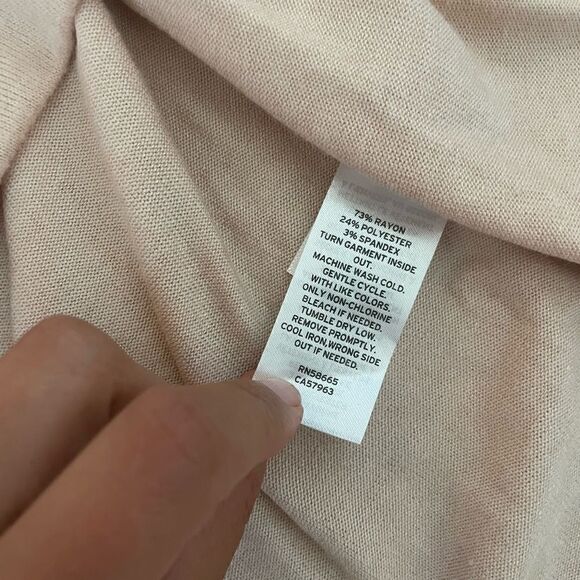 73% RAYON
24% POLYESTER
3% SPANDEX
TURN GARMENT INSIDE
OUT.
MACHINE WASH COLD.
GENTLE CYCLE.
WITH LIKE COLORS.
ONLY NON-CHLORINE
BLEACH IF NEEDED.
TUMBLE DRY LOW.
REMOVE PROMPTLY.
COOL IRON,WRONG SIDE
OUT IF NEEDED.
RN58665
CA57963